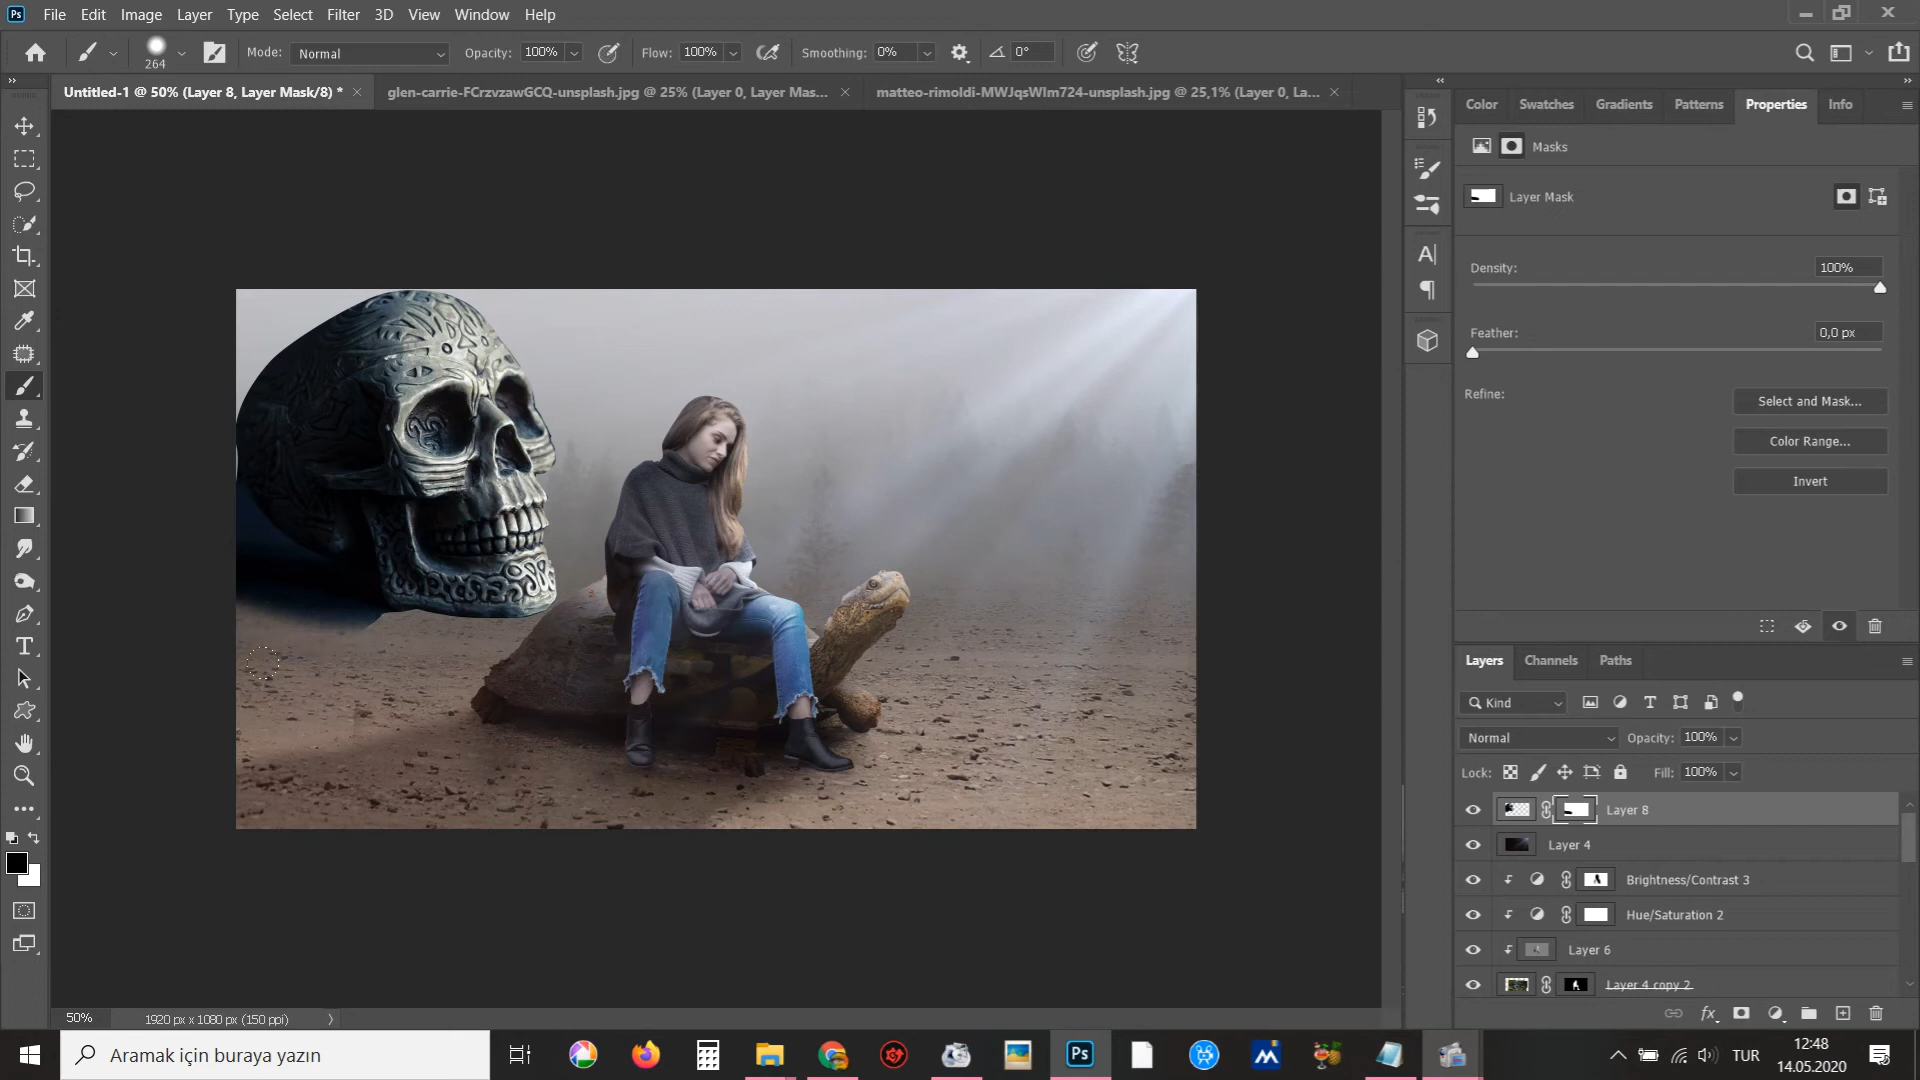 Ps File Edit Image Layer Type Select Filter 3D View Window Help
264 Mode: Normal Opacity: 100% Flow: 100% Smoothing: 0% 0°
Untitled-1 @ 50% (Layer 8, Layer Mask/8) * glen-carrie-FCrzvzawGCQ-unsplash.jpg @ 25% (Layer 0, Layer Mas... matteo-rimoldi-MWJqsWIm724-unsplash.jpg @ 25,1% (Layer 0, La...
Color Swatches Gradients Patterns Properties Info
Masks
Layer Mask
Density: 100%
Feather: 0,0 px
Refine: Select and Mask...
Color Range...
Invert
Layers Channels Paths
Kind
Normal Opacity: 100%
Lock: Fill: 100%
Layer 8
Layer 4
Brightness/Contrast 3
Hue/Saturation 2
Layer 6
Layer 4 copy 2
50% 1920 px x 1080 px (150 ppi)
Aramak için buraya yazın
Ps
TUR
12:48
14.05.2020